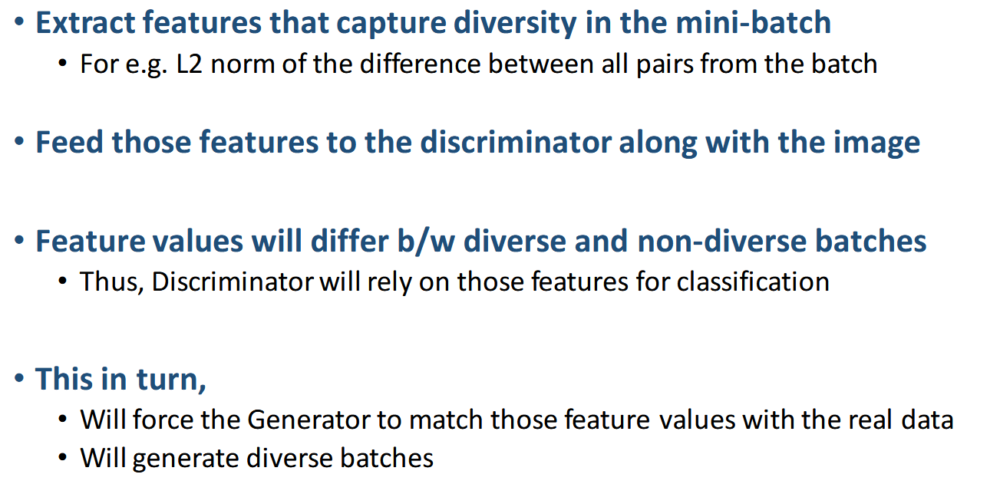 • Extract features that capture diversity in the mini-batch
• For e.g. L2 norm of the difference between all pairs from the batch
• Feed those features to the discriminator along with the image
• Feature values will differ b/w diverse and non-diverse batches
• Thus, Discriminator will rely on those features for classification
• This in turn,
• Will force the Generator to match those feature values with the real data
• Will generate diverse batches